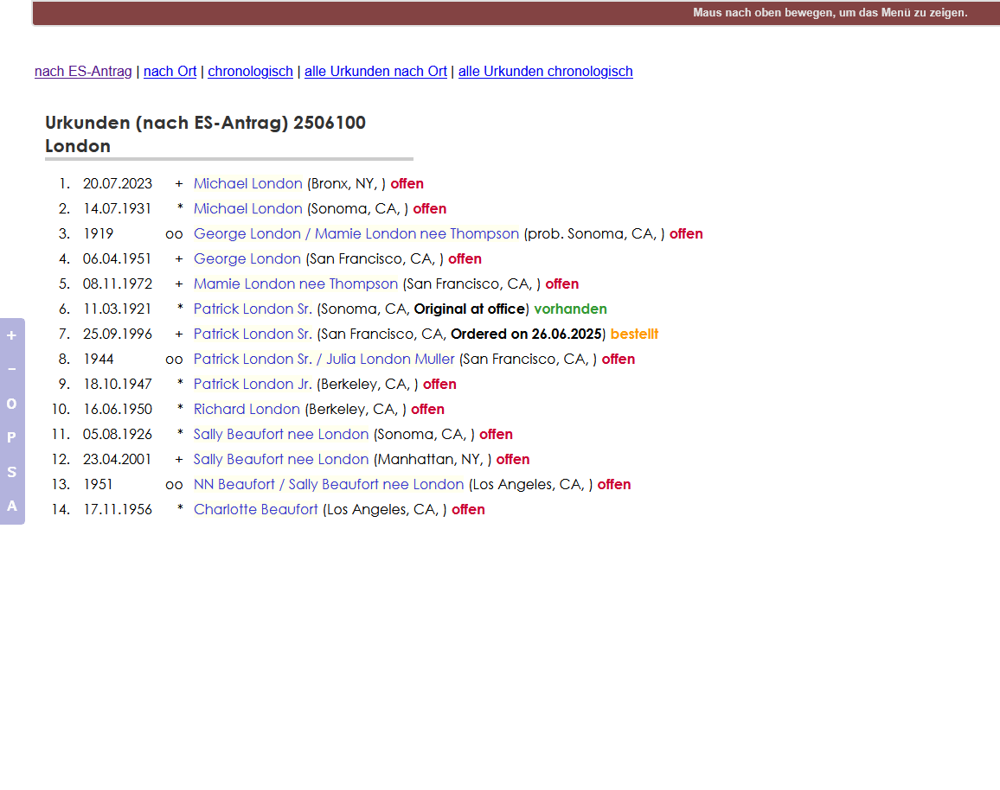 Maus nach oben bewegen, um das Menü zu zeigen.
nach ES-Antrag | nach Ort | chronologisch | alle Urkunden nach Ort | alle Urkunden chronologisch
Urkunden (nach ES-Antrag) 2506100
London
1. 20.07.2023 + Michael London (Bronx, NY, ) offen
2. 14.07.1931 * Michael London (Sonoma, CA, ) offen
3. 1919 oo George London / Mamie London nee Thompson (prob. Sonoma, CA, ) offen
4. 06.04.1951 + George London (San Francisco, CA, ) offen
5. 08.11.1972 + Mamie London nee Thompson (San Francisco, CA, ) offen
6. 11.03.1921 * Patrick London Sr. (Sonoma, CA, Original at office) vorhanden
7. 25.09.1996 + Patrick London Sr. (San Francisco, CA, Ordered on 26.06.2025) bestellt
8. 1944 oo Patrick London Sr. / Julia London Muller (San Francisco, CA, ) offen
9. 18.10.1947 * Patrick London Jr. (Berkeley, CA, ) offen
10. 16.06.1950 * Richard London (Berkeley, CA, ) offen
11. 05.08.1926 * Sally Beaufort nee London (Sonoma, CA, ) offen
12. 23.04.2001 + Sally Beaufort nee London (Manhattan, NY, ) offen
13. 1951 oo NN Beaufort / Sally Beaufort nee London (Los Angeles, CA, ) offen
14. 17.11.1956 * Charlotte Beaufort (Los Angeles, CA, ) offen
+
–
O
P
S
A